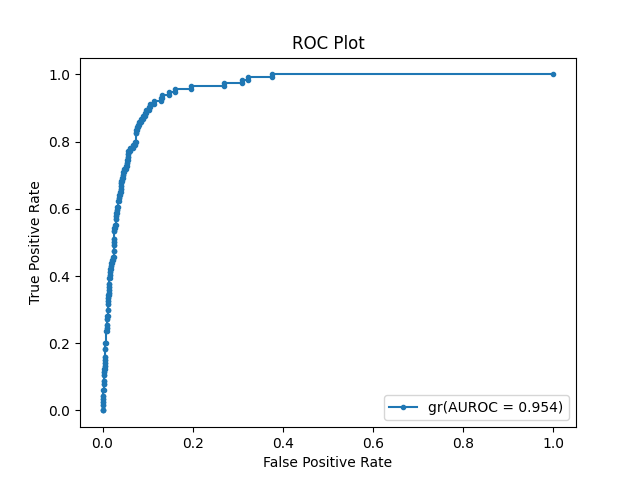 ROC Plot
1.0
0.8
0.6
0.4
0.2
0.0
True Positive Rate
gr(AUROC = 0.954)
0.0 0.2 0.4 0.6 0.8 1.0
False Positive Rate